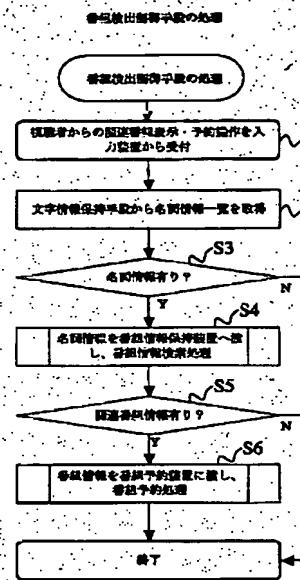 番組検出制御手段の処理
番組検出制御手段の処理
視聴者からの関連番組表示・予約操作を入
力装置から受付
文字情報保持手段から名詞情報一覧を取得
S3
名詞情報有り?
N
Y
S4
名詞情報を番組情報保持装置へ渡
し、番組情報検索処理
S5
関連番組情報有り?
N
Y
S6
番組情報を番組予約装置に渡し、
番組予約処理
終了